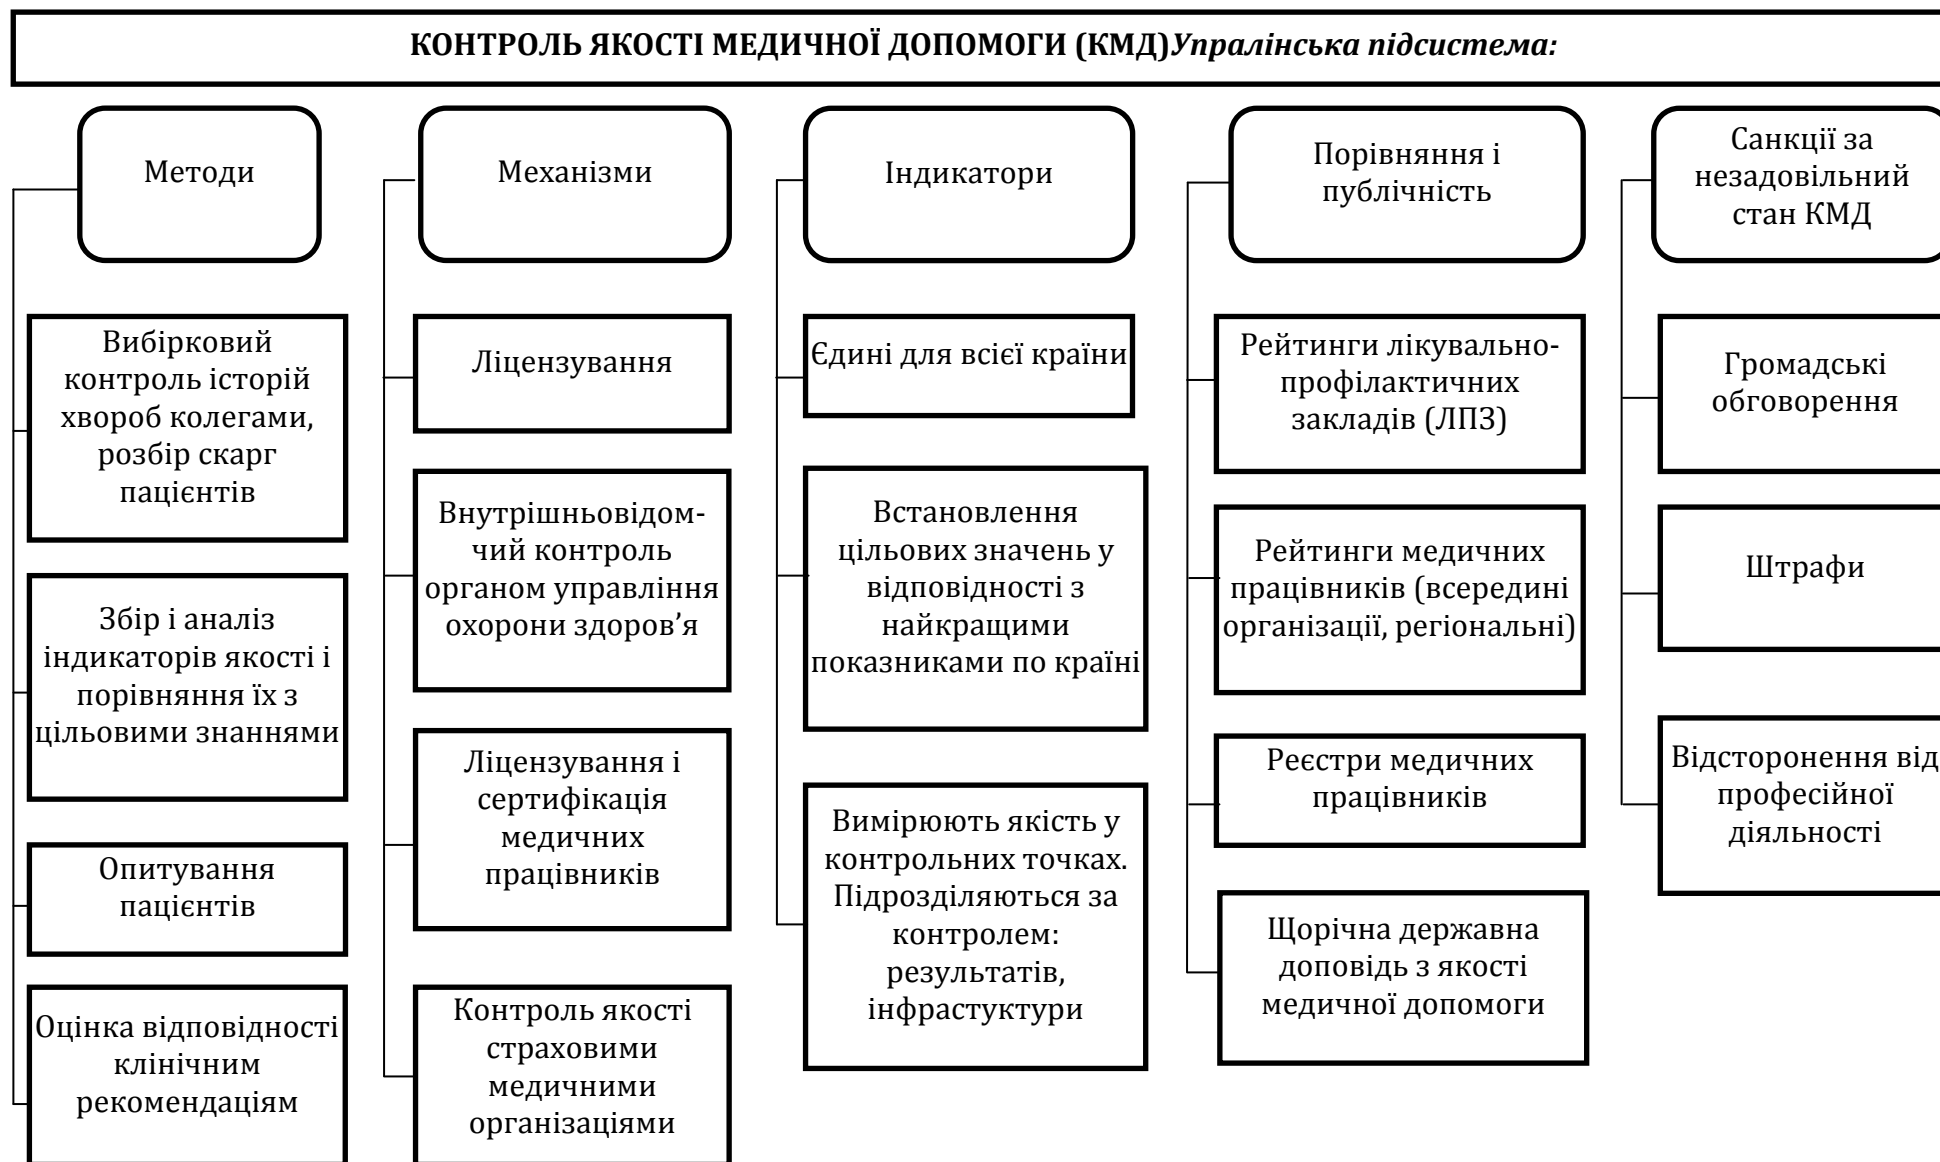 КОНТРОЛЬ ЯКОСТІ МЕДИЧНОЇ ДОПОМОГИ (КМД)Упралінська підсистема:
Методи
Вибірковий
контроль історій
хвороб колегами,
розбір скарг
пацієнтів
Збір і аналіз
індикаторів якості і
порівняння їх з
цільовими знаннями
Опитування
пацієнтів
Оцінка відповідності
клінічним
рекомендаціям
Механізми
Ліцензування
Внутрішньовідом-
чий контроль
органом управління
охорони здоров’я
Ліцензування і
сертифікація
медичних
працівників
Контроль якості
страховими
медичними
організаціями
Індикатори
Єдині для всієї країни
Встановлення
цільових значень у
відповідності з
найкращими
показниками по країні
Вимірюють якість у
контрольних точках.
Підрозділяються за
контролем:
результатів,
інфрастуктури
Порівняння і
публічність
Рейтинги лікувально-
профілактичних
закладів (ЛПЗ)
Рейтинги медичних
працівників (всередині
організації, регіональні)
Реєстри медичних
працівників
Щорічна державна
доповідь з якості
медичної допомоги
Санкції за
незадовільний
стан КМД
Громадські
обговорення
Штрафи
Відсторонення від
професійної
діяльності